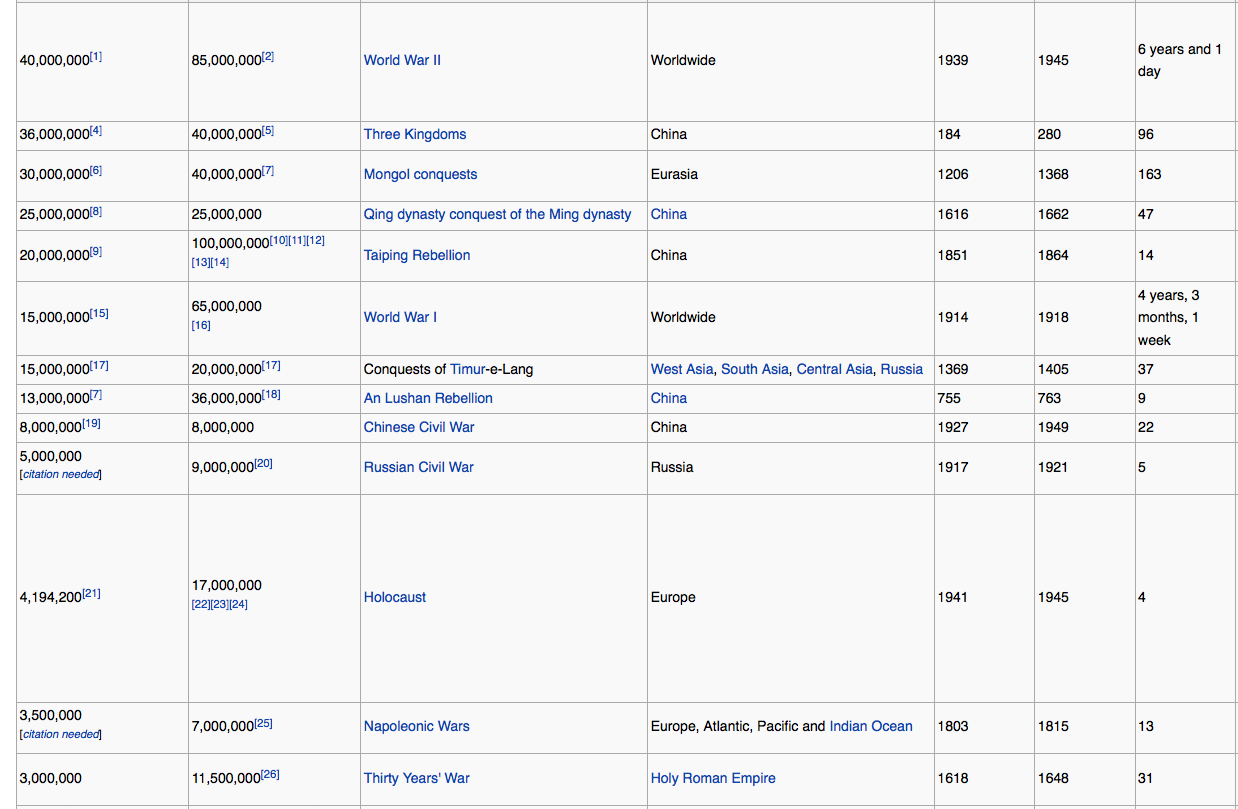 40,000,000[1] 85,000,000[2] World War II Worldwide 1939 1945 6 years and 1
day
36,000,000[4] 40,000,000[5] Three Kingdoms China 184 280 96
30,000,000[6] 40,000,000[7] Mongol conquests Eurasia 1206 1368 163
25,000,000[8] 25,000,000 Qing dynasty conquest of the Ming dynasty China 1616 1662 47
20,000,000[9] 100,000,000[10][11][12]
[13][14] Taiping Rebellion China 1851 1864 14
15,000,000[15] 65,000,000
[16] World War I Worldwide 1914 1918 4 years, 3
months, 1
week
15,000,000[17] 20,000,000[17] Conquests of Timur-e-Lang West Asia, South Asia, Central Asia, Russia 1369 1405 37
13,000,000[7] 36,000,000[18] An Lushan Rebellion China 755 763 9
8,000,000[19] 8,000,000 Chinese Civil War China 1927 1949 22
5,000,000
[citation needed] 9,000,000[20] Russian Civil War Russia 1917 1921 5
4,194,200[21] 17,000,000
[22][23][24] Holocaust Europe 1941 1945 4
3,500,000
[citation needed] 7,000,000[25] Napoleonic Wars Europe, Atlantic, Pacific and Indian Ocean 1803 1815 13
3,000,000 11,500,000[26] Thirty Years' War Holy Roman Empire 1618 1648 31